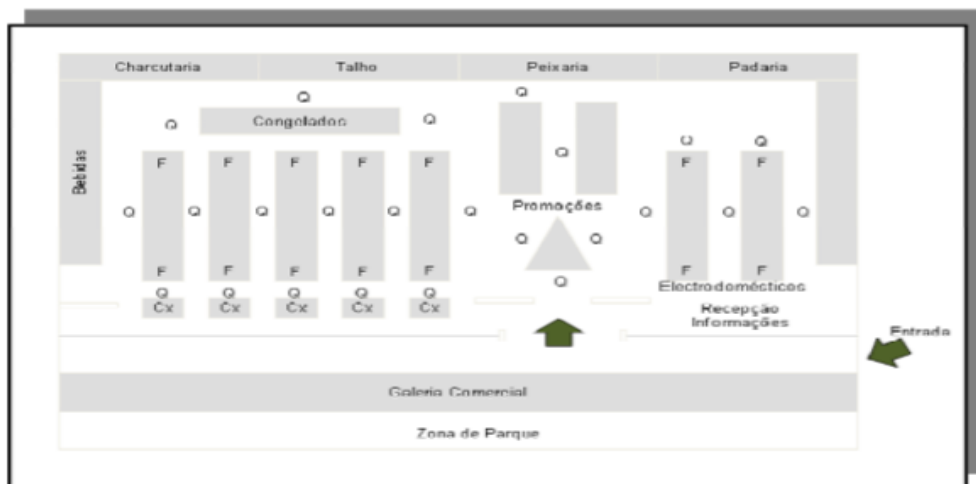 Charcutaria Talho Peixaria Padaria
Q Q
Q Congelados Q
Q Q Q
Bebidas
F F F F F F F
Q Q Q Q Q Q Q Q Q
Promoções
Q Q
F F F F F F F
Q
Electrodomésticos
Q Q Q Q Q
Cx Cx Cx Cx Cx
Recepção
Informações
Entrada
Galeria Comercial
Zona de Parque